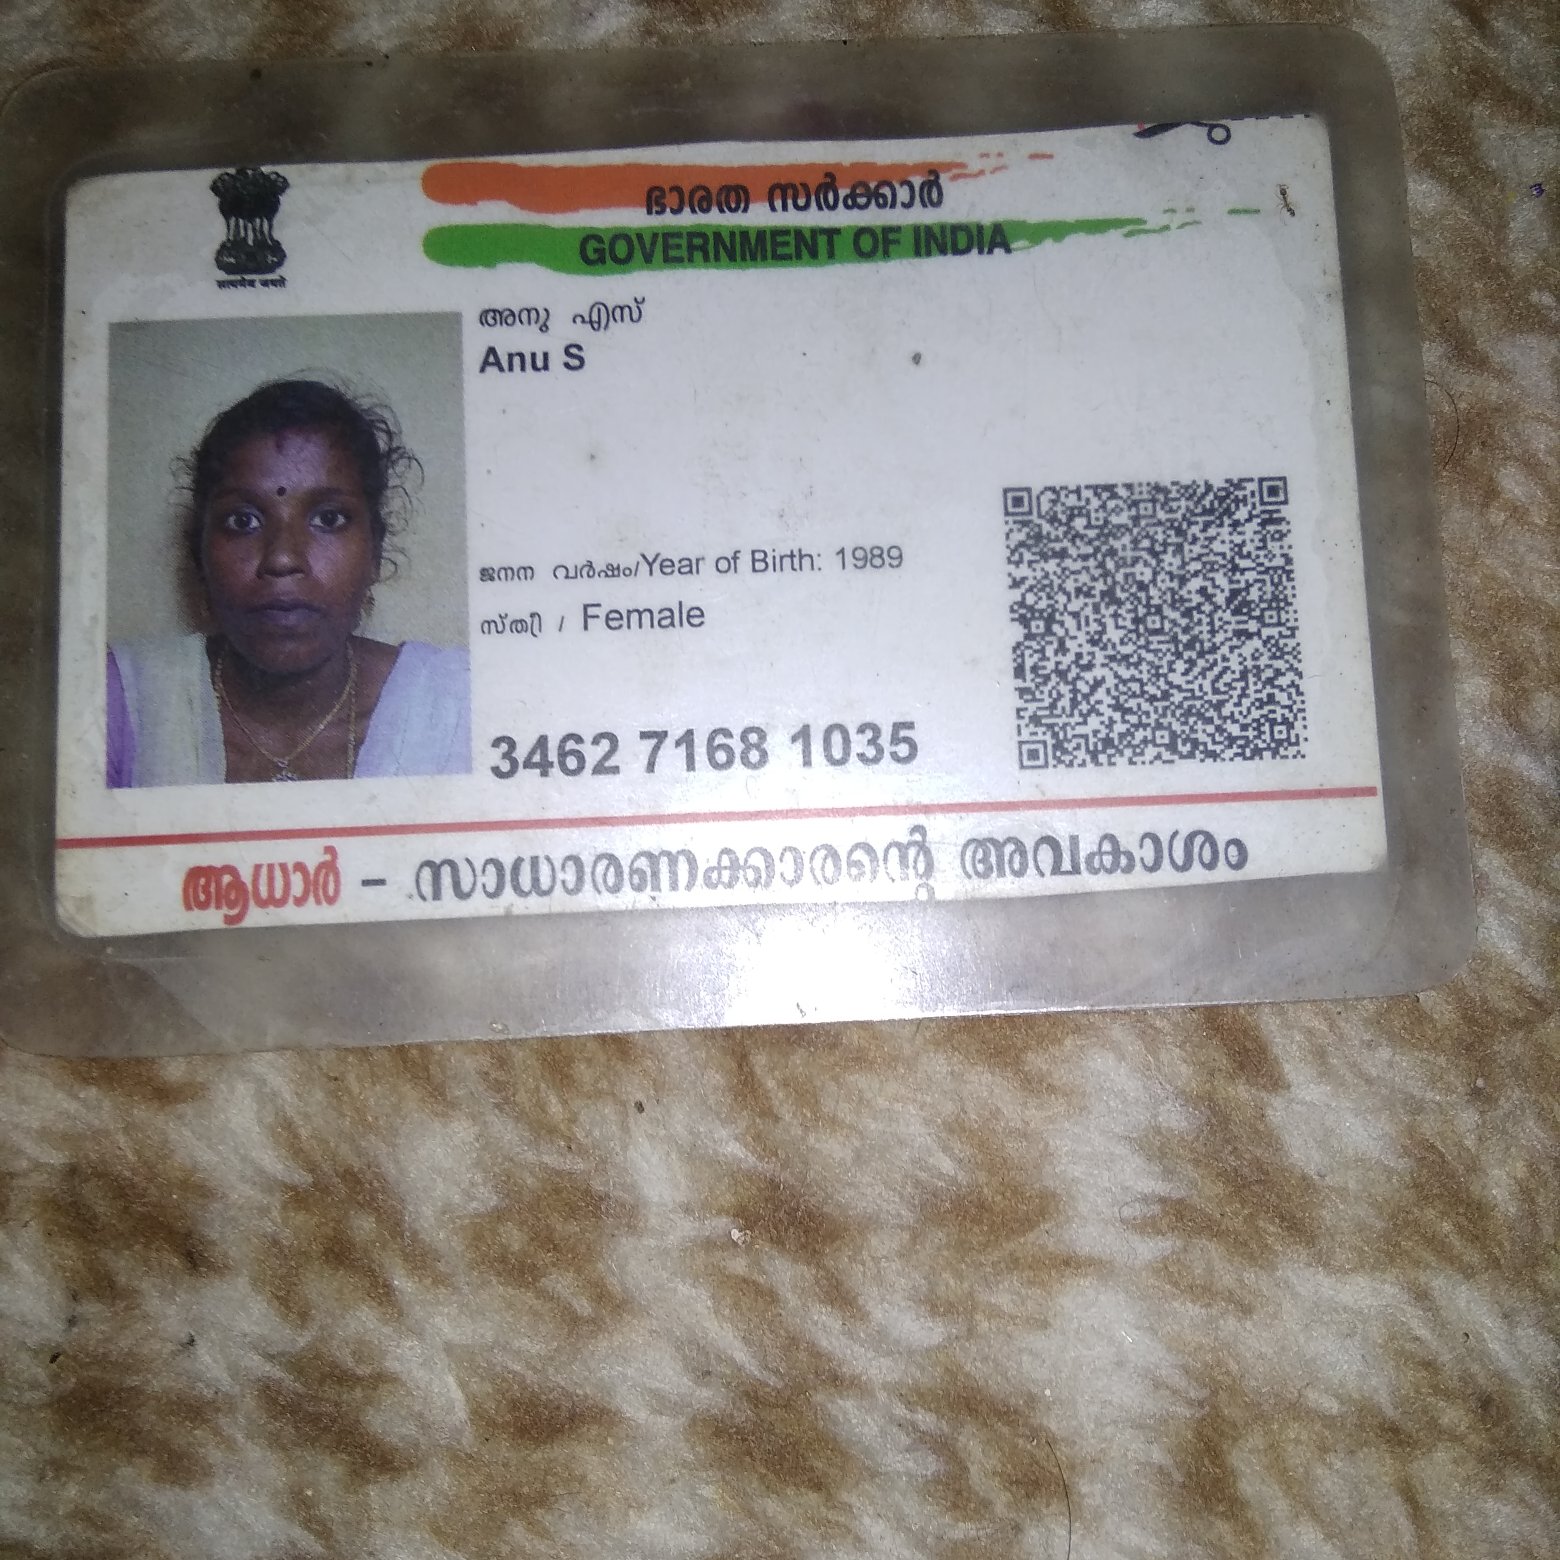 ഭാരത സർക്കാർ
GOVERNMENT OF INDIA
सत्यमेव जयते
അനു എസ്
Anu S
ജനന വർഷം/Year of Birth: 1989
സ്ത്രീ / Female
3462 7168 1035
ആധാർ – സാധാരണക്കാരന്റെ അവകാശം